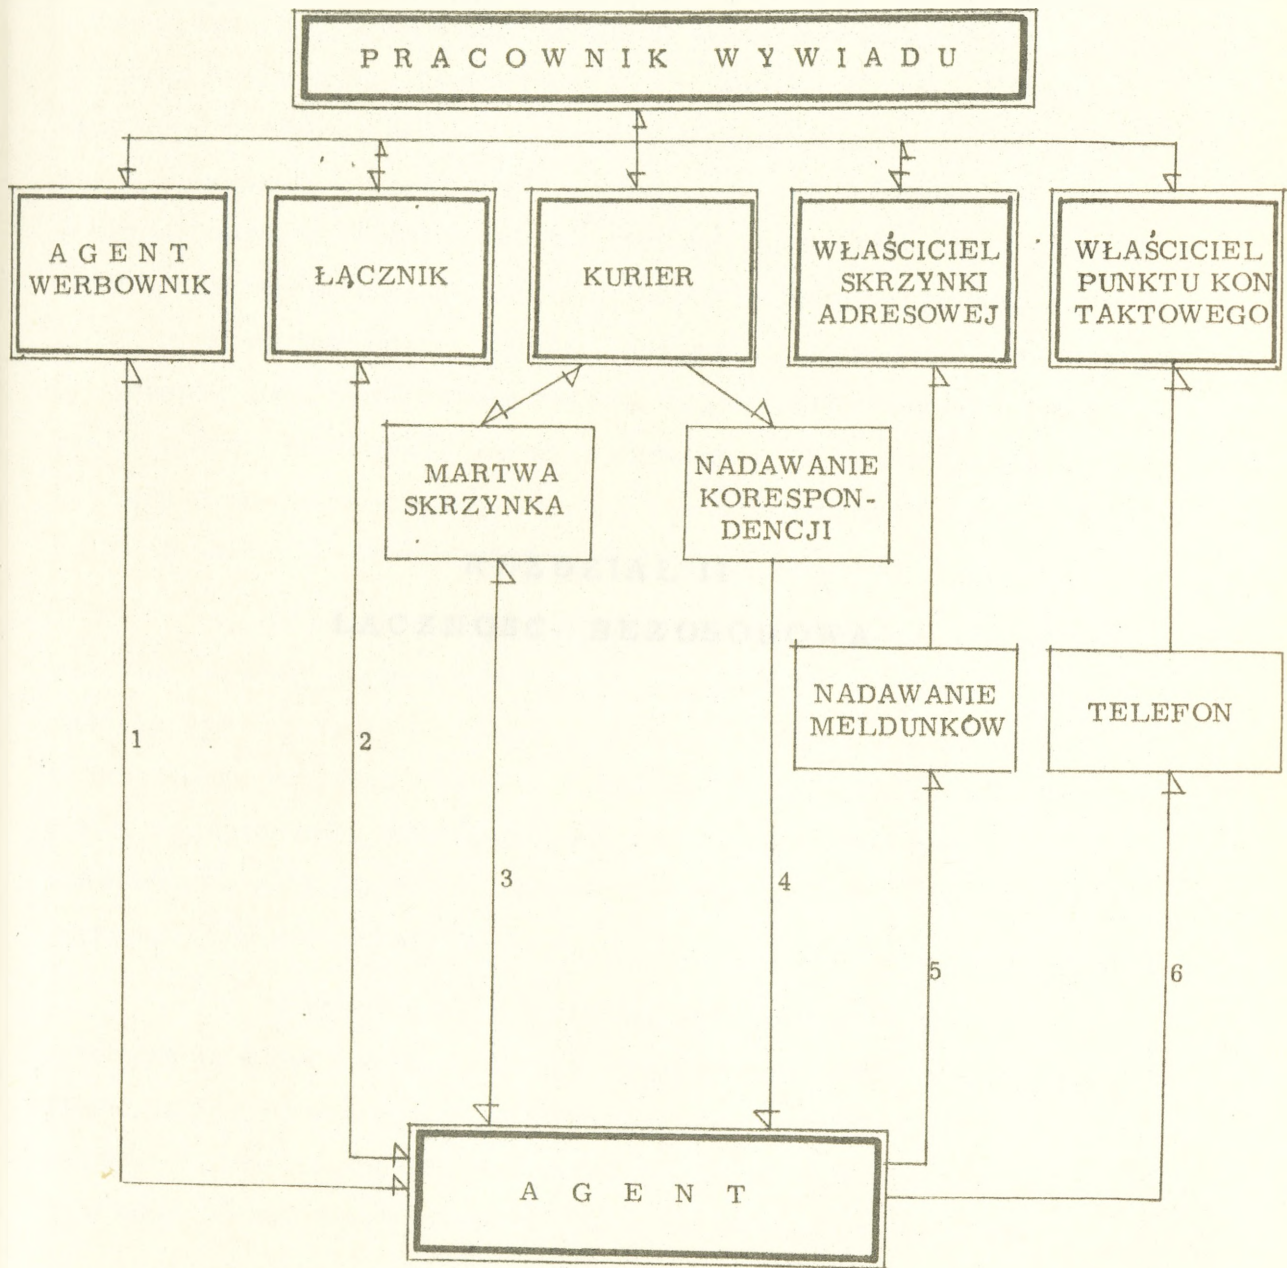 PRACOWNIK WYWIADU
AGENT
WERBOWNIK
ŁĄCZNIK
KURIER
WŁAŚCICIEL
SKRZYNKI
ADRESOWEJ
WŁAŚCICIEL
PUNKTU KON
TAKTOWEGO
MARTWA
SKRZYNKA
NADAWANIE
KORESPON-
DENCJI
NADAWANIE
MELDUNKÓW
TELEFON
1
2
3
4
5
6
AGENT